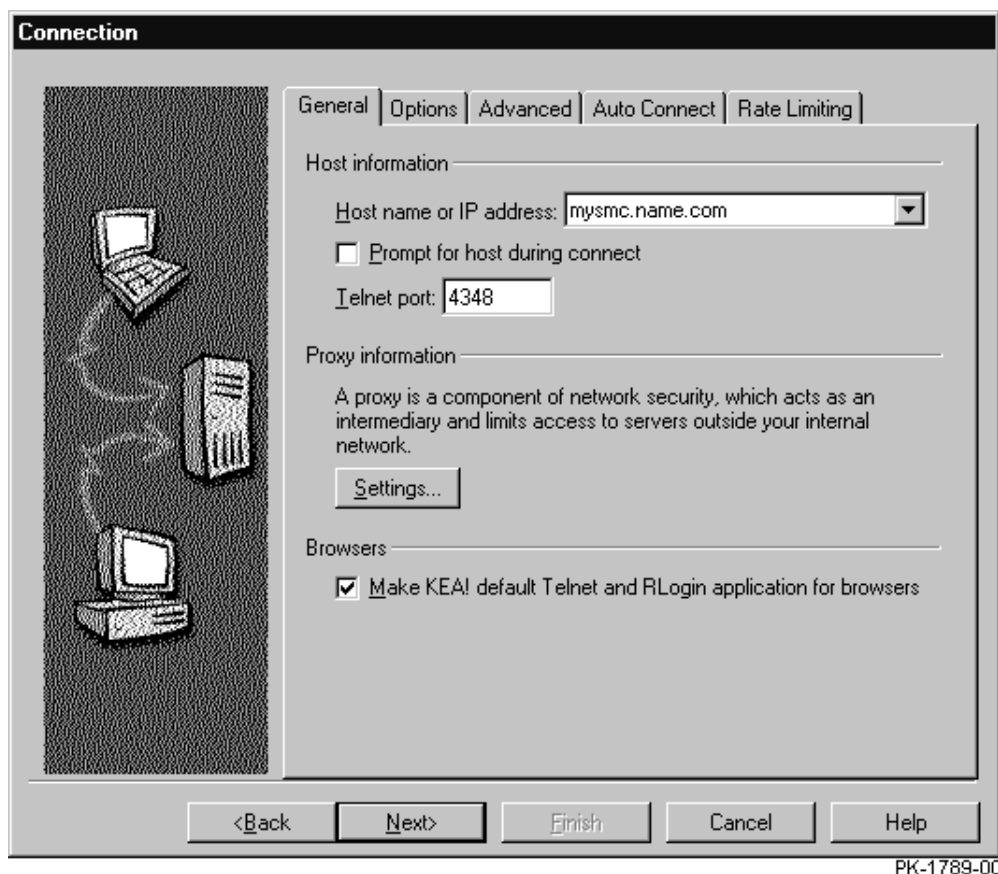 Connection
General Options Advanced Auto Connect Rate Limiting
Host information
Host name or IP address: mysmc.name.com
Prompt for host during connect
Telnet port: 4348
Proxy information
A proxy is a component of network security, which acts as an
intermediary and limits access to servers outside your internal
network.
Settings...
Browsers
Make KEA! default Telnet and RLogin application for browsers
<Back Next> Finish Cancel Help
PK-1789-00